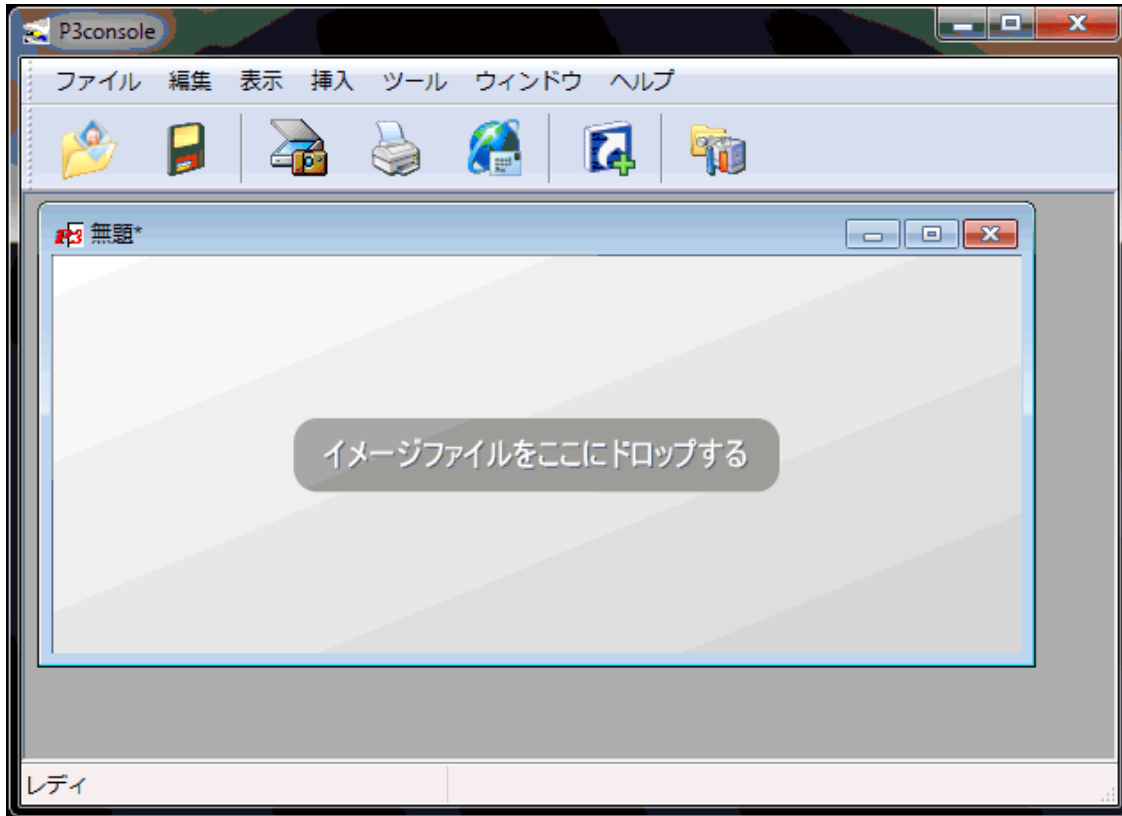 P3console
ファイル 編集 表示 挿入 ツール ウィンドウ ヘルプ
P3 無題*
イメージファイルをここにドロップする
レディ